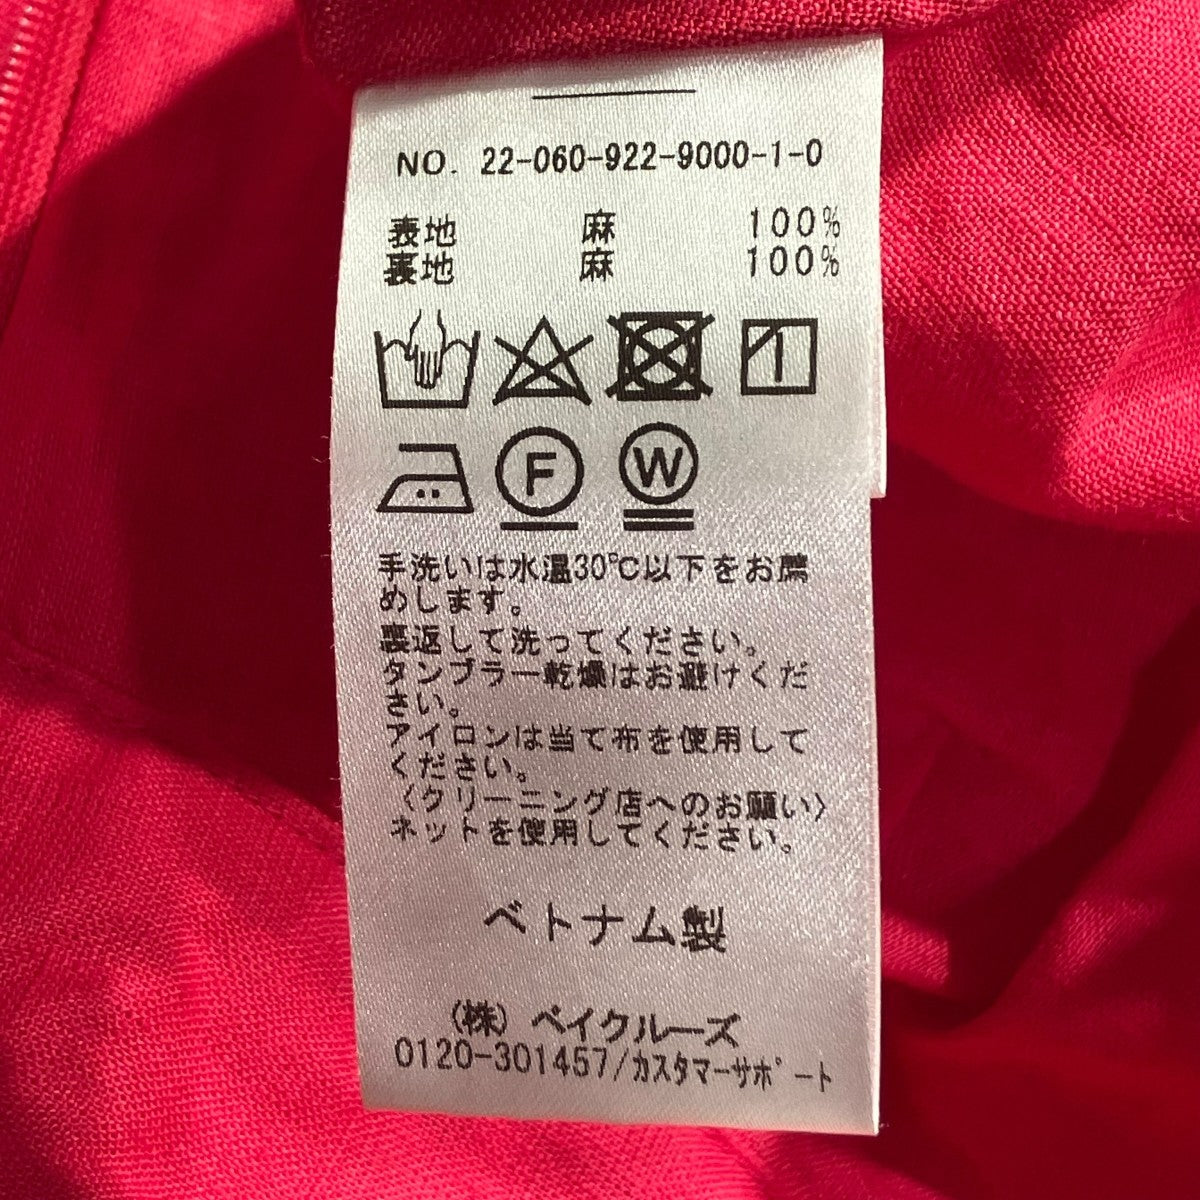 NO. 22-060-922-9000-1-0
表地 麻 100%
裏地 麻 100%
F W
手洗いは水温30℃以下をお薦
めします。
裏返して洗ってください。
タンブラー乾燥はお避けくだ
さい。
アイロンは当て布を使用して
ください。
〈クリーニング店へのお願い〉
ネットを使用してください。
ベトナム製
(株) ベイクルーズ
0120-301457/カスタマーサポート